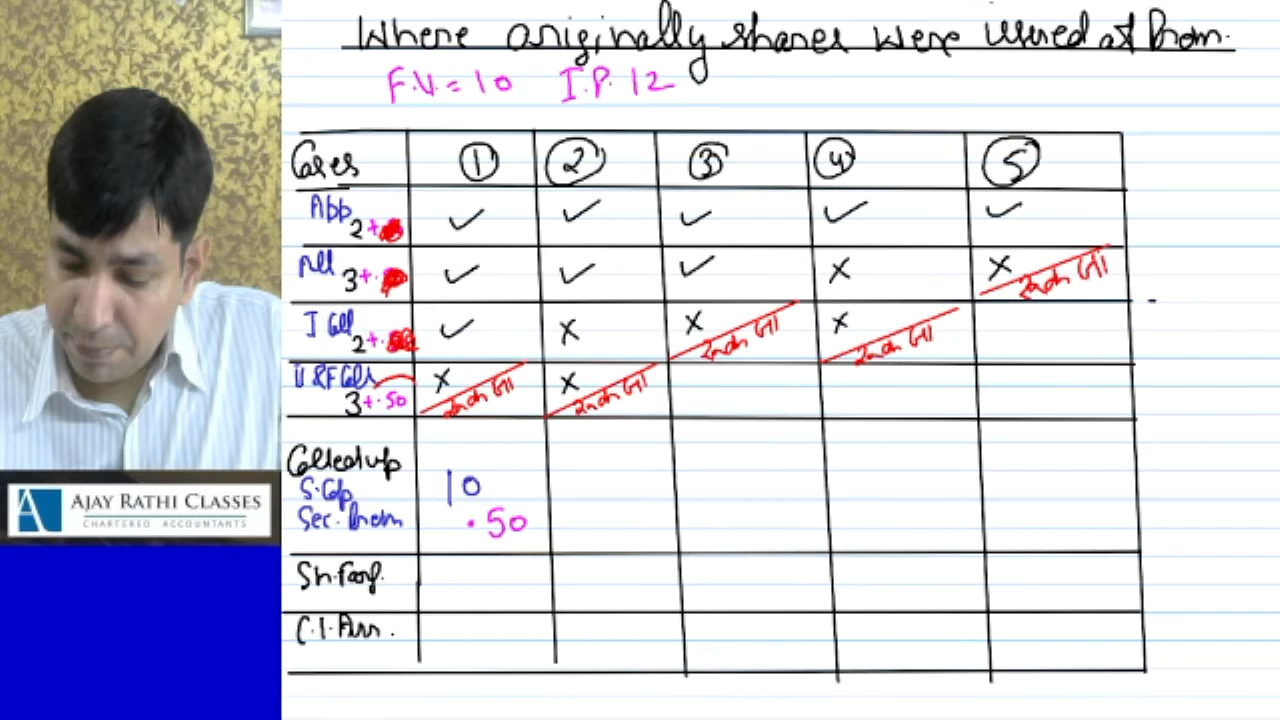 Where originally shares were issued at Prem.
F.V. = 10 I.P. 12
Cases 1 2 3 4 5
App 2+ ✓ ✓ ✓ ✓ ✓
All 3+. ✓ ✓ ✓ × ×
I Call 2+. ✓ × × ×
II & F Call 3+.50 × ×
Called up
S. Cap 10
Sec. Prem .50
Sh. Forf.
C.I. Arr.
AJAY RATHI CLASSES
CHARTERED ACCOUNTANTS